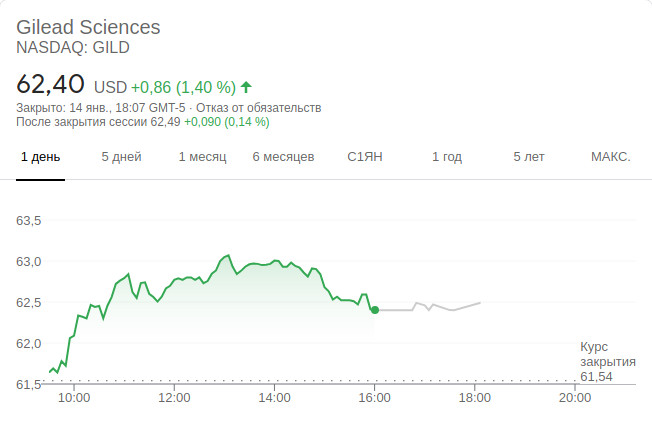 Gilead Sciences
NASDAQ: GILD
62,40 USD +0,86 (1,40 %)
Закрыто: 14 янв., 18:07 GMT-5 · Отказ от обязательств
После закрытия сессии 62,49 +0,090 (0,14 %)
1 день 5 дней 1 месяц 6 месяцев С1ЯН 1 год 5 лет МАКС.
63,5
63,0
62,5
62,0
61,5
Курс
закрытия
61,54
10:00 12:00 14:00 16:00 18:00 20:00